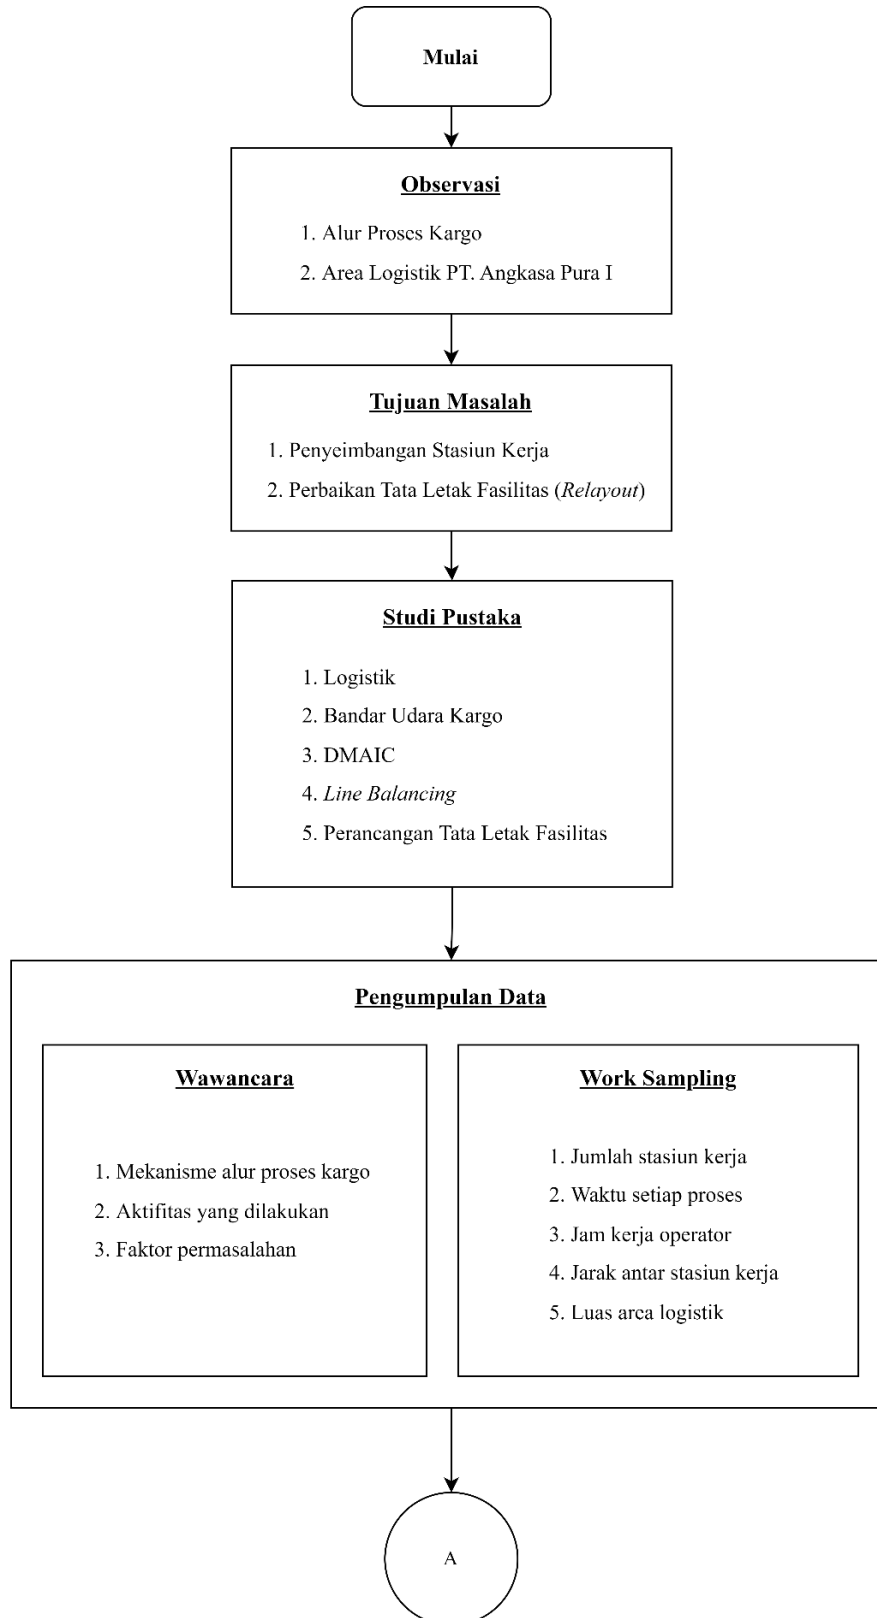 Mulai
Observasi
1. Alur Proses Kargo
2. Area Logistik PT. Angkasa Pura I
Tujuan Masalah
1. Penyeimbangan Stasiun Kerja
2. Perbaikan Tata Letak Fasilitas (Relayout)
Studi Pustaka
1. Logistik
2. Bandar Udara Kargo
3. DMAIC
4. Line Balancing
5. Perancangan Tata Letak Fasilitas
Pengumpulan Data
Wawancara
1. Mekanisme alur proses kargo
2. Aktifitas yang dilakukan
3. Faktor permasalahan
Work Sampling
1. Jumlah stasiun kerja
2. Waktu setiap proses
3. Jam kerja operator
4. Jarak antar stasiun kerja
5. Luas area logistik
A